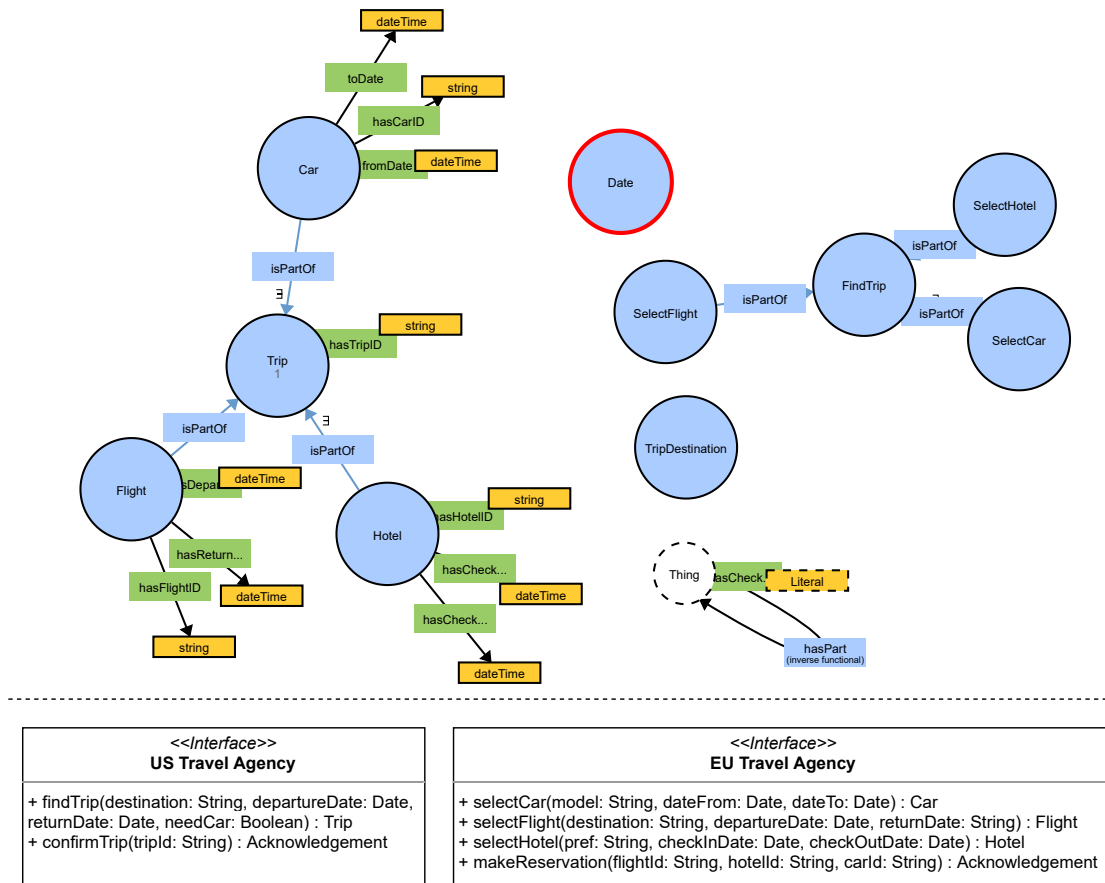 dateTime
toDate
string
hasCarID
Car
fromDate
dateTime
Date
SelectHotel
isPartOf
isPartOf
FindTrip
isPartOf
SelectFlight
isPartOf
SelectCar
∃
string
hasTripID
Trip
1
isPartOf
∃
isPartOf
TripDestination
dateTime
sDepar
Flight
string
hasHotelID
Hotel
hasReturn...
hasCheck...
Thing
hasCheck...
Literal
hasFlightID
dateTime
dateTime
hasCheck...
string
dateTime
hasPart
(inverse functional)
<<Interface>>
US Travel Agency
+ findTrip(destination: String, departureDate: Date,
returnDate: Date, needCar: Boolean) : Trip
+ confirmTrip(tripId: String) : Acknowledgement
<<Interface>>
EU Travel Agency
+ selectCar(model: String, dateFrom: Date, dateTo: Date) : Car
+ selectFlight(destination: String, departureDate: Date, returnDate: String) : Flight
+ selectHotel(pref: String, checkInDate: Date, checkOutDate: Date) : Hotel
+ makeReservation(flightId: String, hotelId: String, carId: String) : Acknowledgement